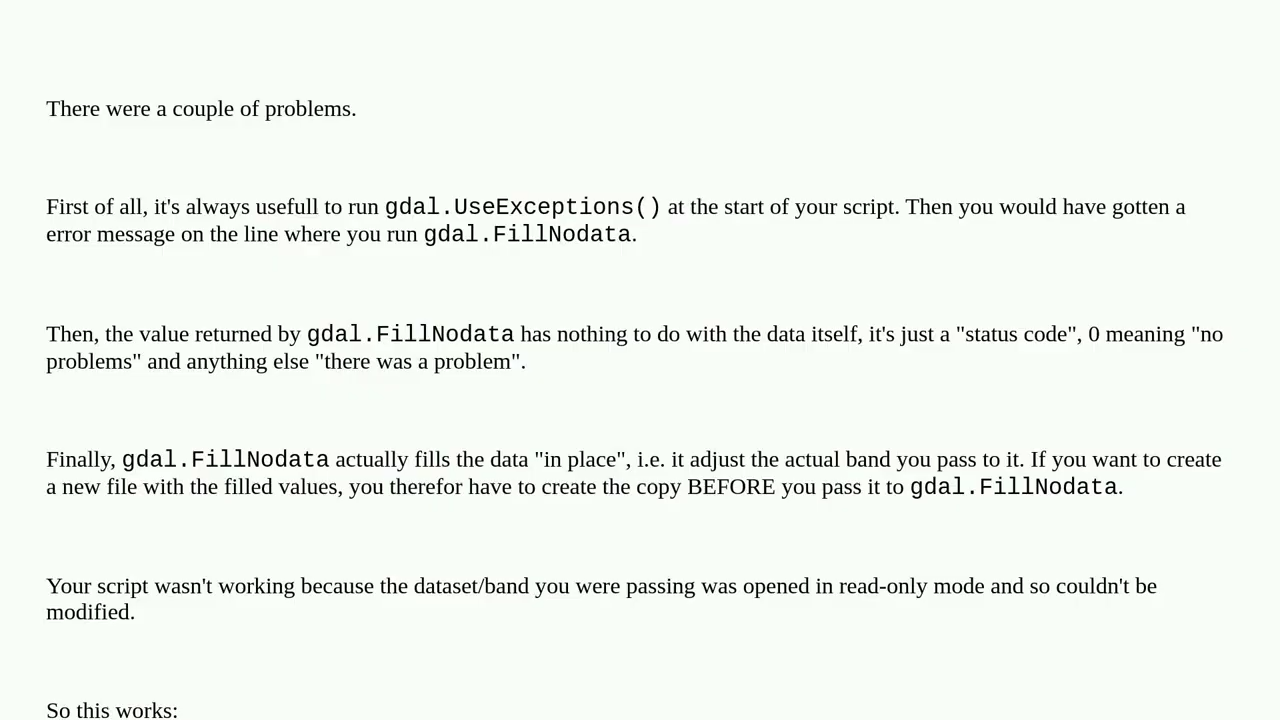 There were a couple of problems.
First of all, it's always usefull to run gdal.UseExceptions() at the start of your script. Then you would have gotten a
error message on the line where you run gdal.FillNodata.
Then, the value returned by gdal.FillNodata has nothing to do with the data itself, it's just a "status code", 0 meaning "no
problems" and anything else "there was a problem".
Finally, gdal.FillNodata actually fills the data "in place", i.e. it adjust the actual band you pass to it. If you want to create
a new file with the filled values, you therefor have to create the copy BEFORE you pass it to gdal.FillNodata.
Your script wasn't working because the dataset/band you were passing was opened in read-only mode and so couldn't be
modified.
So this works: